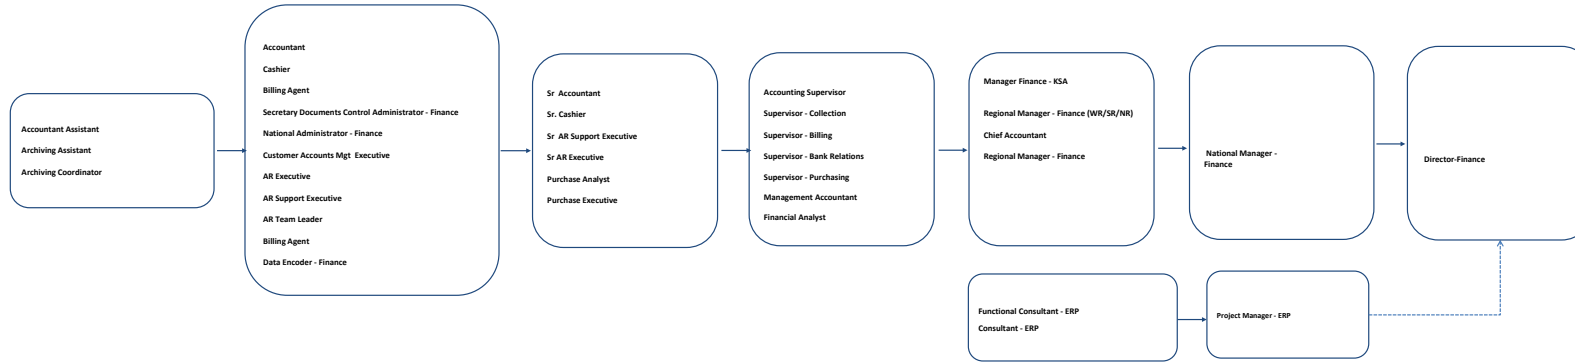 Accountant Assistant
Archiving Assistant
Archiving Coordinator
Accountant
Cashier
Billing Agent
Secretary Documents Control Administrator - Finance
National Administrator - Finance
Customer Accounts Mgt Executive
AR Executive
AR Support Executive
AR Team Leader
Billing Agent
Data Encoder - Finance
Sr Accountant
Sr. Cashier
Sr AR Support Executive
Sr AR Executive
Purchase Analyst
Purchase Executive
Accounting Supervisor
Supervisor - Collection
Supervisor - Billing
Supervisor - Bank Relations
Supervisor - Purchasing
Management Accountant
Financial Analyst
Manager Finance - KSA
Regional Manager - Finance (WR/SR/NR)
Chief Accountant
Regional Manager - Finance
National Manager -
Finance
Director-Finance
Functional Consultant - ERP
Consultant - ERP
Project Manager - ERP